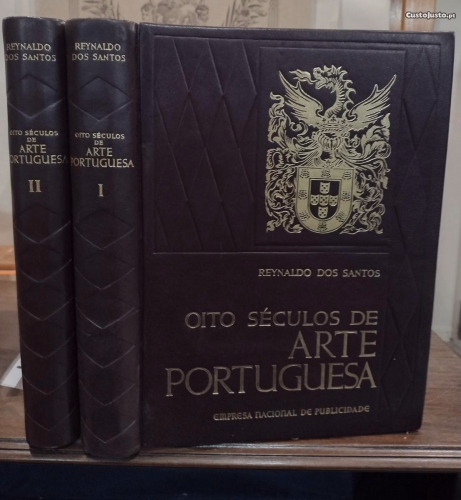 REYNALDO
DOS SANTOS
OITO SÉCULOS
DE
ARTE
PORTUGUESA
II
REYNALDO
DOS SANTOS
OITO SÉCULOS
DE
ARTE
PORTUGUESA
I
REYNALDO DOS SANTOS
OITO SÉCULOS DE
ARTE
PORTUGUESA
EMPRESA NACIONAL DE PUBLICIDADE
CustoJusto.pt